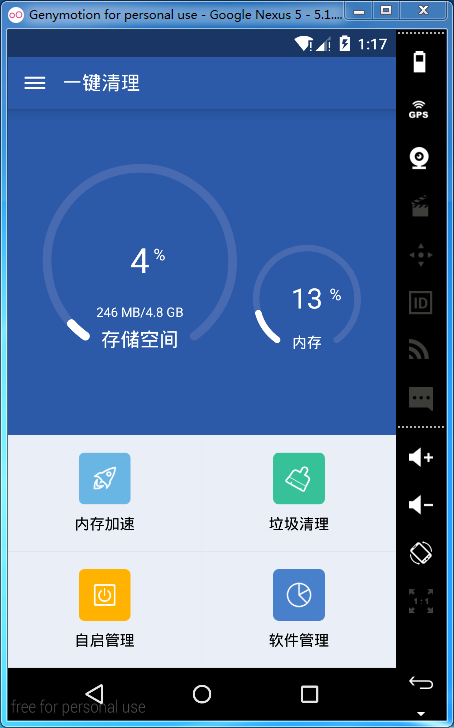 Genymotion for personal use - Google Nexus 5 - 5.1....
1:17
一键清理
GPS
4%
246 MB/4.8 GB
存储空间
13 %
内存
ID
内存加速
垃圾清理
自启管理
软件管理
1:1
free for personal use